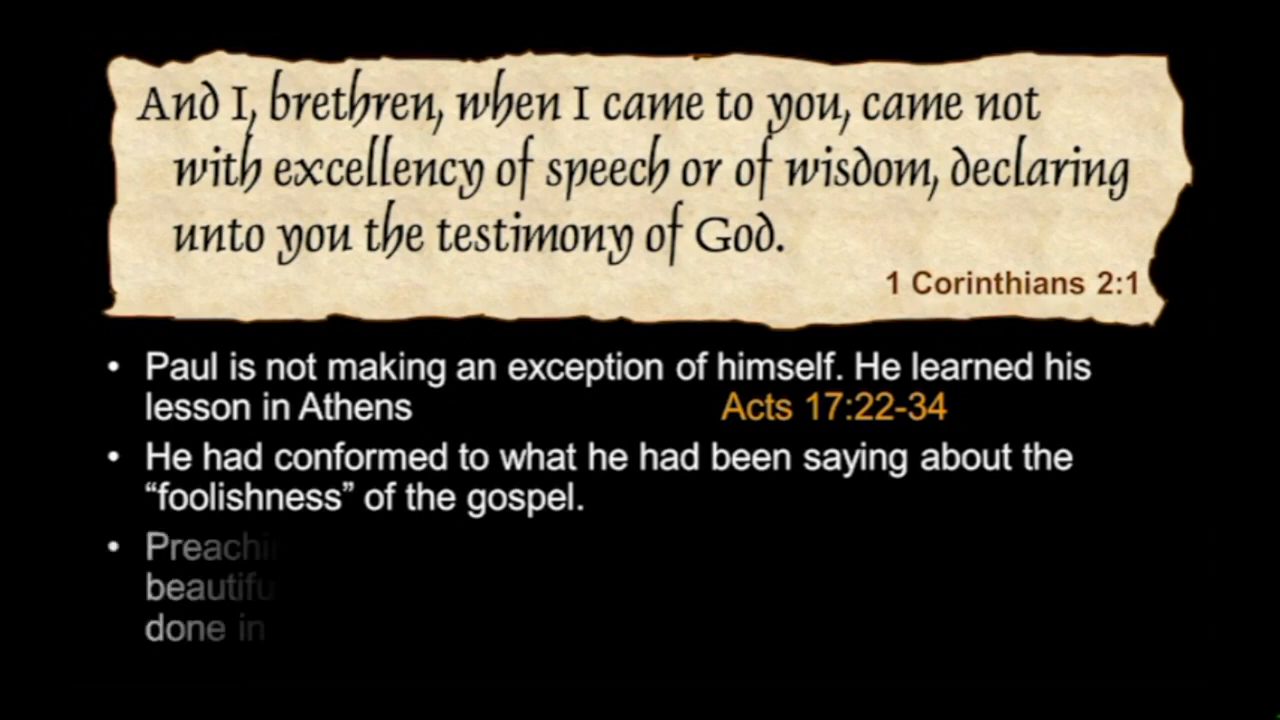 And I, brethren, when I came to you, came not
with excellency of speech or of wisdom, declaring
unto you the testimony of God.
1 Corinthians 2:1
• Paul is not making an exception of himself. He learned his
lesson in Athens Acts 17:22-34
• He had conformed to what he had been saying about the
“foolishness” of the gospel.
•
done in